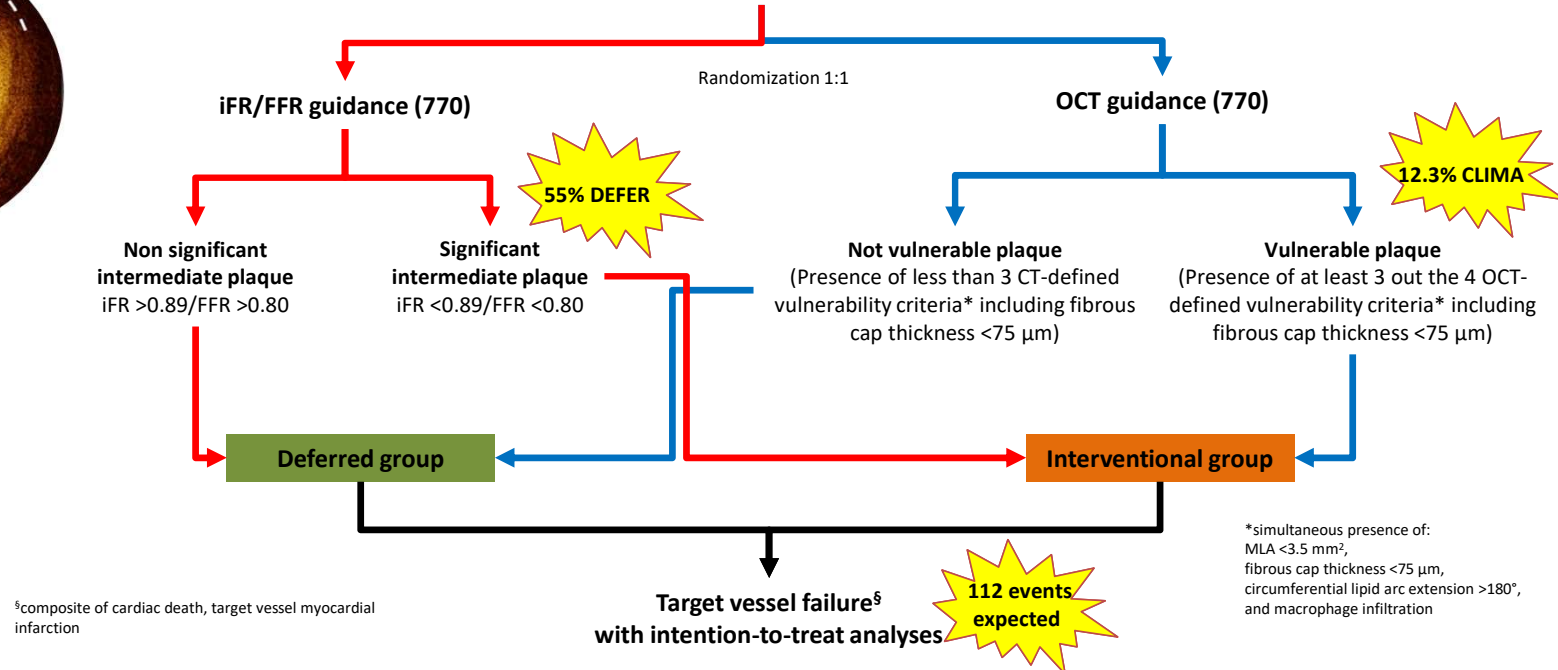 Randomization 1:1
iFR/FFR guidance (770)
OCT guidance (770)
55% DEFER
12.3% CLIMA
Non significant
intermediate plaque
iFR >0.89/FFR >0.80
Significant
intermediate plaque
iFR <0.89/FFR <0.80
Not vulnerable plaque
(Presence of less than 3 CT-defined
vulnerability criteria* including fibrous
cap thickness <75 µm)
Vulnerable plaque
(Presence of at least 3 out the 4 OCT-
defined vulnerability criteria* including
fibrous cap thickness <75 µm)
Deferred group
Interventional group
*simultaneous presence of:
MLA <3.5 mm²,
fibrous cap thickness <75 µm,
circumferential lipid arc extension >180°,
and macrophage infiltration
112 events
expected
Target vessel failure§
with intention-to-treat analyses
§composite of cardiac death, target vessel myocardial
infarction